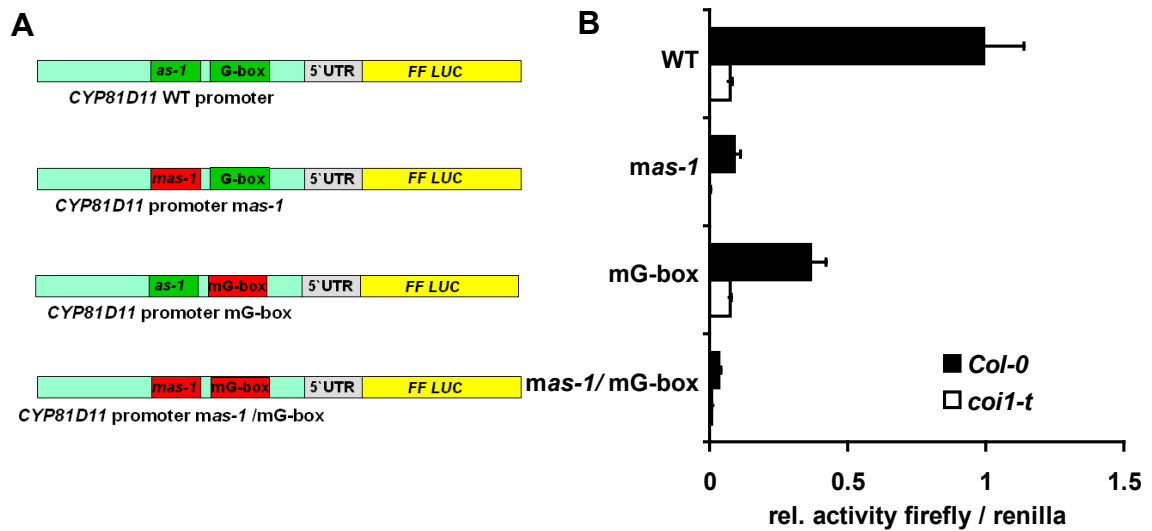 A
as-1 G-box 5`UTR FF LUC
CYP81D11 WT promoter
mas-1 G-box 5`UTR FF LUC
CYP81D11 promoter mas-1
as-1 mG-box 5`UTR FF LUC
CYP81D11 promoter mG-box
mas-1 mG-box 5`UTR FF LUC
CYP81D11 promoter mas-1 /mG-box
B
WT
mas-1
mG-box
mas-1/ mG-box
Col-0
coi1-t
0 0.5 1 1.5
rel. activity firefly / renilla